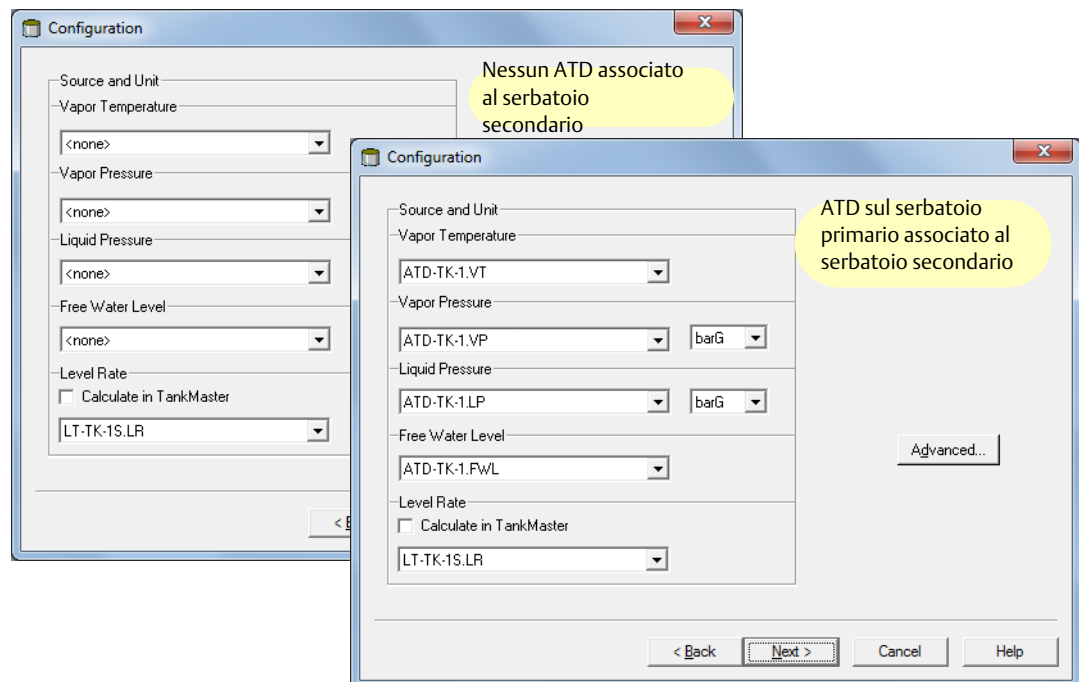 Configuration
Nessun ATD associato
al serbatoio
secondario
Source and Unit
Vapor Temperature
<none>
Vapor Pressure
<none>
Liquid Pressure
<none>
Free Water Level
<none>
Level Rate
Calculate in TankMaster
LT-TK-1S.LR
<
Configuration
ATD sul serbatoio
primario associato al
serbatoio secondario
Source and Unit
Vapor Temperature
ATD-TK-1.VT
Vapor Pressure
ATD-TK-1.VP barG
Liquid Pressure
ATD-TK-1.LP barG
Free Water Level
ATD-TK-1.FWL
Advanced...
Level Rate
Calculate in TankMaster
LT-TK-1S.LR
< Back Next > Cancel Help